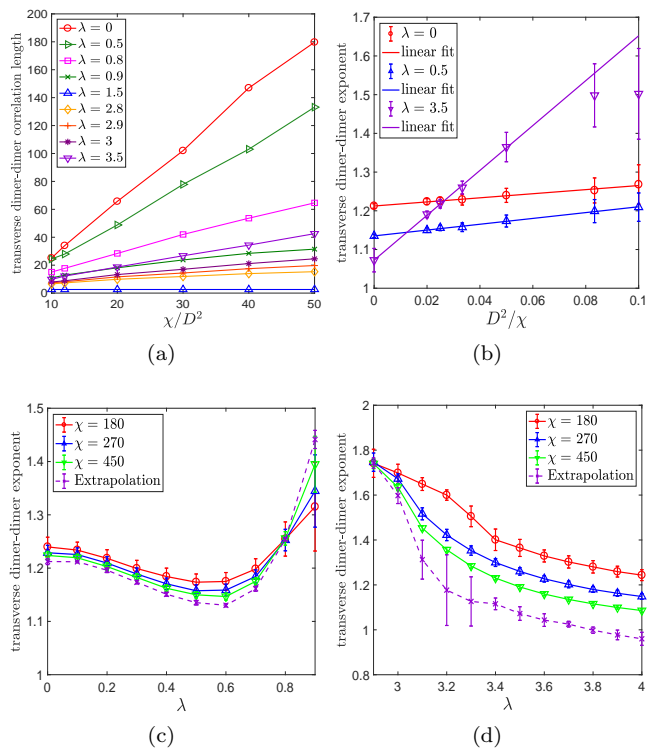 transverse dimer-dimer correlation length
200
180
160
140
120
100
80
60
40
20
0
10
20
30
40
50
χ/D²
λ = 0
λ = 0.5
λ = 0.8
λ = 0.9
λ = 1.5
λ = 2.8
λ = 2.9
λ = 3
λ = 3.5
(a)
transverse dimer-dimer exponent
1.7
1.6
1.5
1.4
1.3
1.2
1.1
1
0
0.02
0.04
0.06
0.08
0.1
D²/χ
λ = 0
linear fit
λ = 0.5
linear fit
λ = 3.5
linear fit
(b)
transverse dimer-dimer exponent
1.5
1.4
1.3
1.2
1.1
1
0
0.2
0.4
0.6
0.8
λ
χ = 180
χ = 270
χ = 450
Extrapolation
(c)
transverse dimer-dimer exponent
2
1.8
1.6
1.4
1.2
1
0.8
3
3.2
3.4
3.6
3.8
4
λ
χ = 180
χ = 270
χ = 450
Extrapolation
(d)